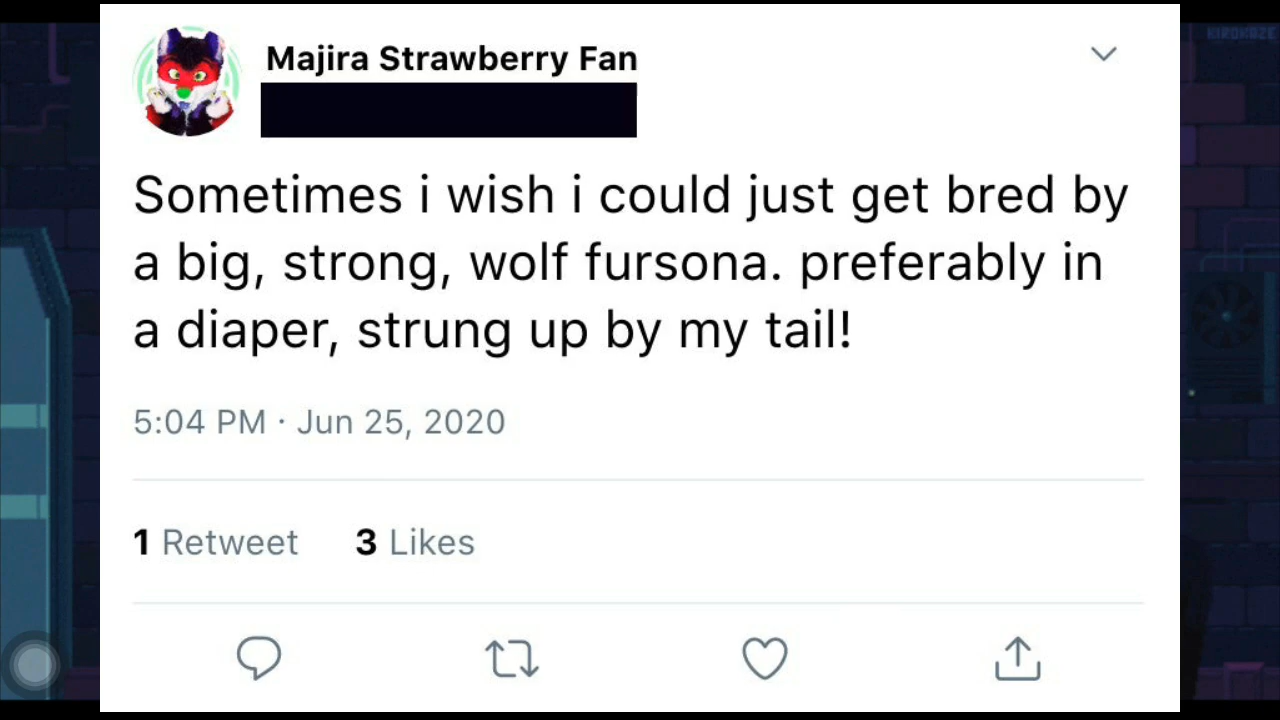 KIROKAZE
Majira Strawberry Fan
Sometimes i wish i could just get bred by
a big, strong, wolf fursona. preferably in
a diaper, strung up by my tail!
5:04 PM · Jun 25, 2020
1 Retweet 3 Likes